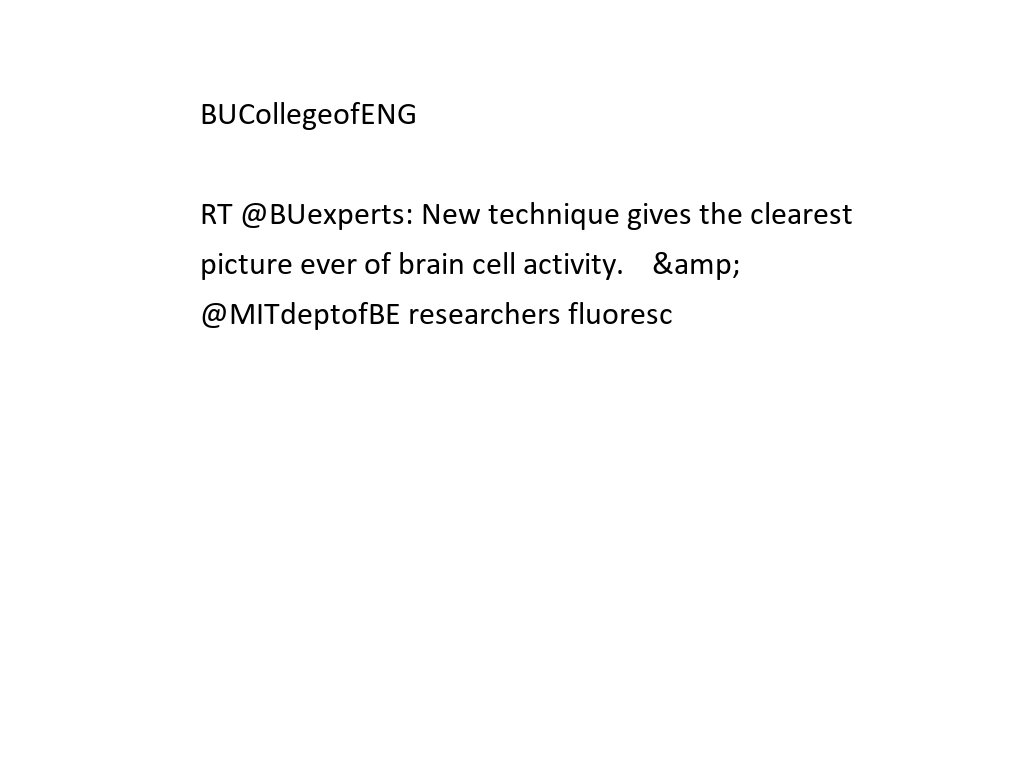 BUCollegeofENG
RT @BUexperts: New technique gives the clearest
picture ever of brain cell activity.    &amp;
@MITdeptofBE researchers fluoresc